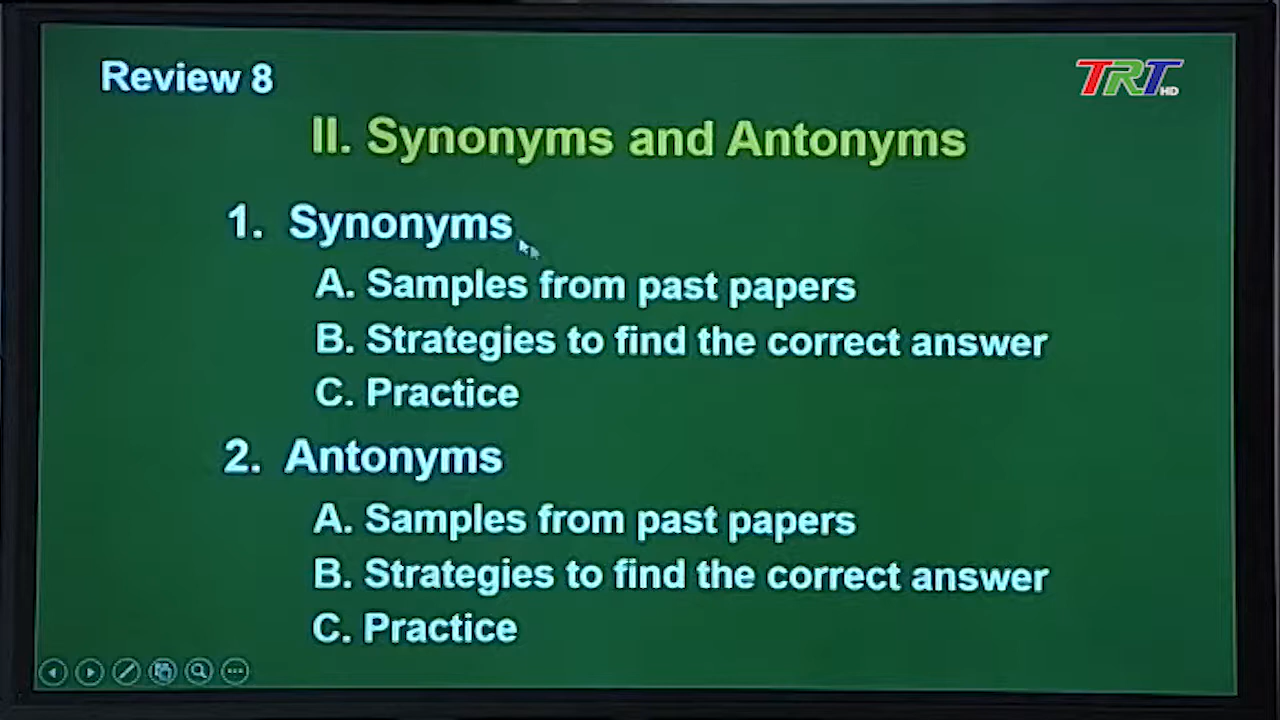 Review 8
TRT HD
II. Synonyms and Antonyms
1. Synonyms
A. Samples from past papers
B. Strategies to find the correct answer
C. Practice
2. Antonyms
A. Samples from past papers
B. Strategies to find the correct answer
C. Practice